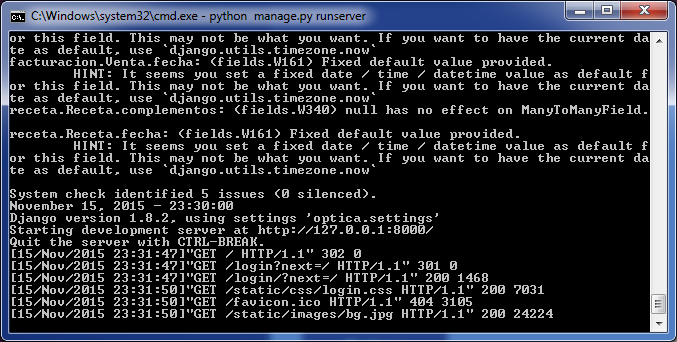 C:\Windows\system32\cmd.exe - python  manage.py runserver
or this field. This may not be what you want. If you want to have the current da
te as default, use `django.utils.timezone.now`
facturacion.Venta.fecha: (fields.W161) Fixed default value provided.
        HINT: It seems you set a fixed date / time / datetime value as default f
or this field. This may not be what you want. If you want to have the current da
te as default, use `django.utils.timezone.now`
receta.Receta.complementos: (fields.W340) null has no effect on ManyToManyField.
receta.Receta.fecha: (fields.W161) Fixed default value provided.
        HINT: It seems you set a fixed date / time / datetime value as default f
or this field. This may not be what you want. If you want to have the current da
te as default, use `django.utils.timezone.now`
System check identified 5 issues (0 silenced).
November 15, 2015 - 23:30:00
Django version 1.8.2, using settings 'optica.settings'
Starting development server at http://127.0.0.1:8000/
Quit the server with CTRL-BREAK.
[15/Nov/2015 23:31:47]"GET / HTTP/1.1" 302 0
[15/Nov/2015 23:31:47]"GET /login?next=/ HTTP/1.1" 301 0
[15/Nov/2015 23:31:47]"GET /login/?next=/ HTTP/1.1" 200 1468
[15/Nov/2015 23:31:50]"GET /static/css/login.css HTTP/1.1" 200 7031
[15/Nov/2015 23:31:50]"GET /favicon.ico HTTP/1.1" 404 3105
[15/Nov/2015 23:31:50]"GET /static/images/bg.jpg HTTP/1.1" 200 24224